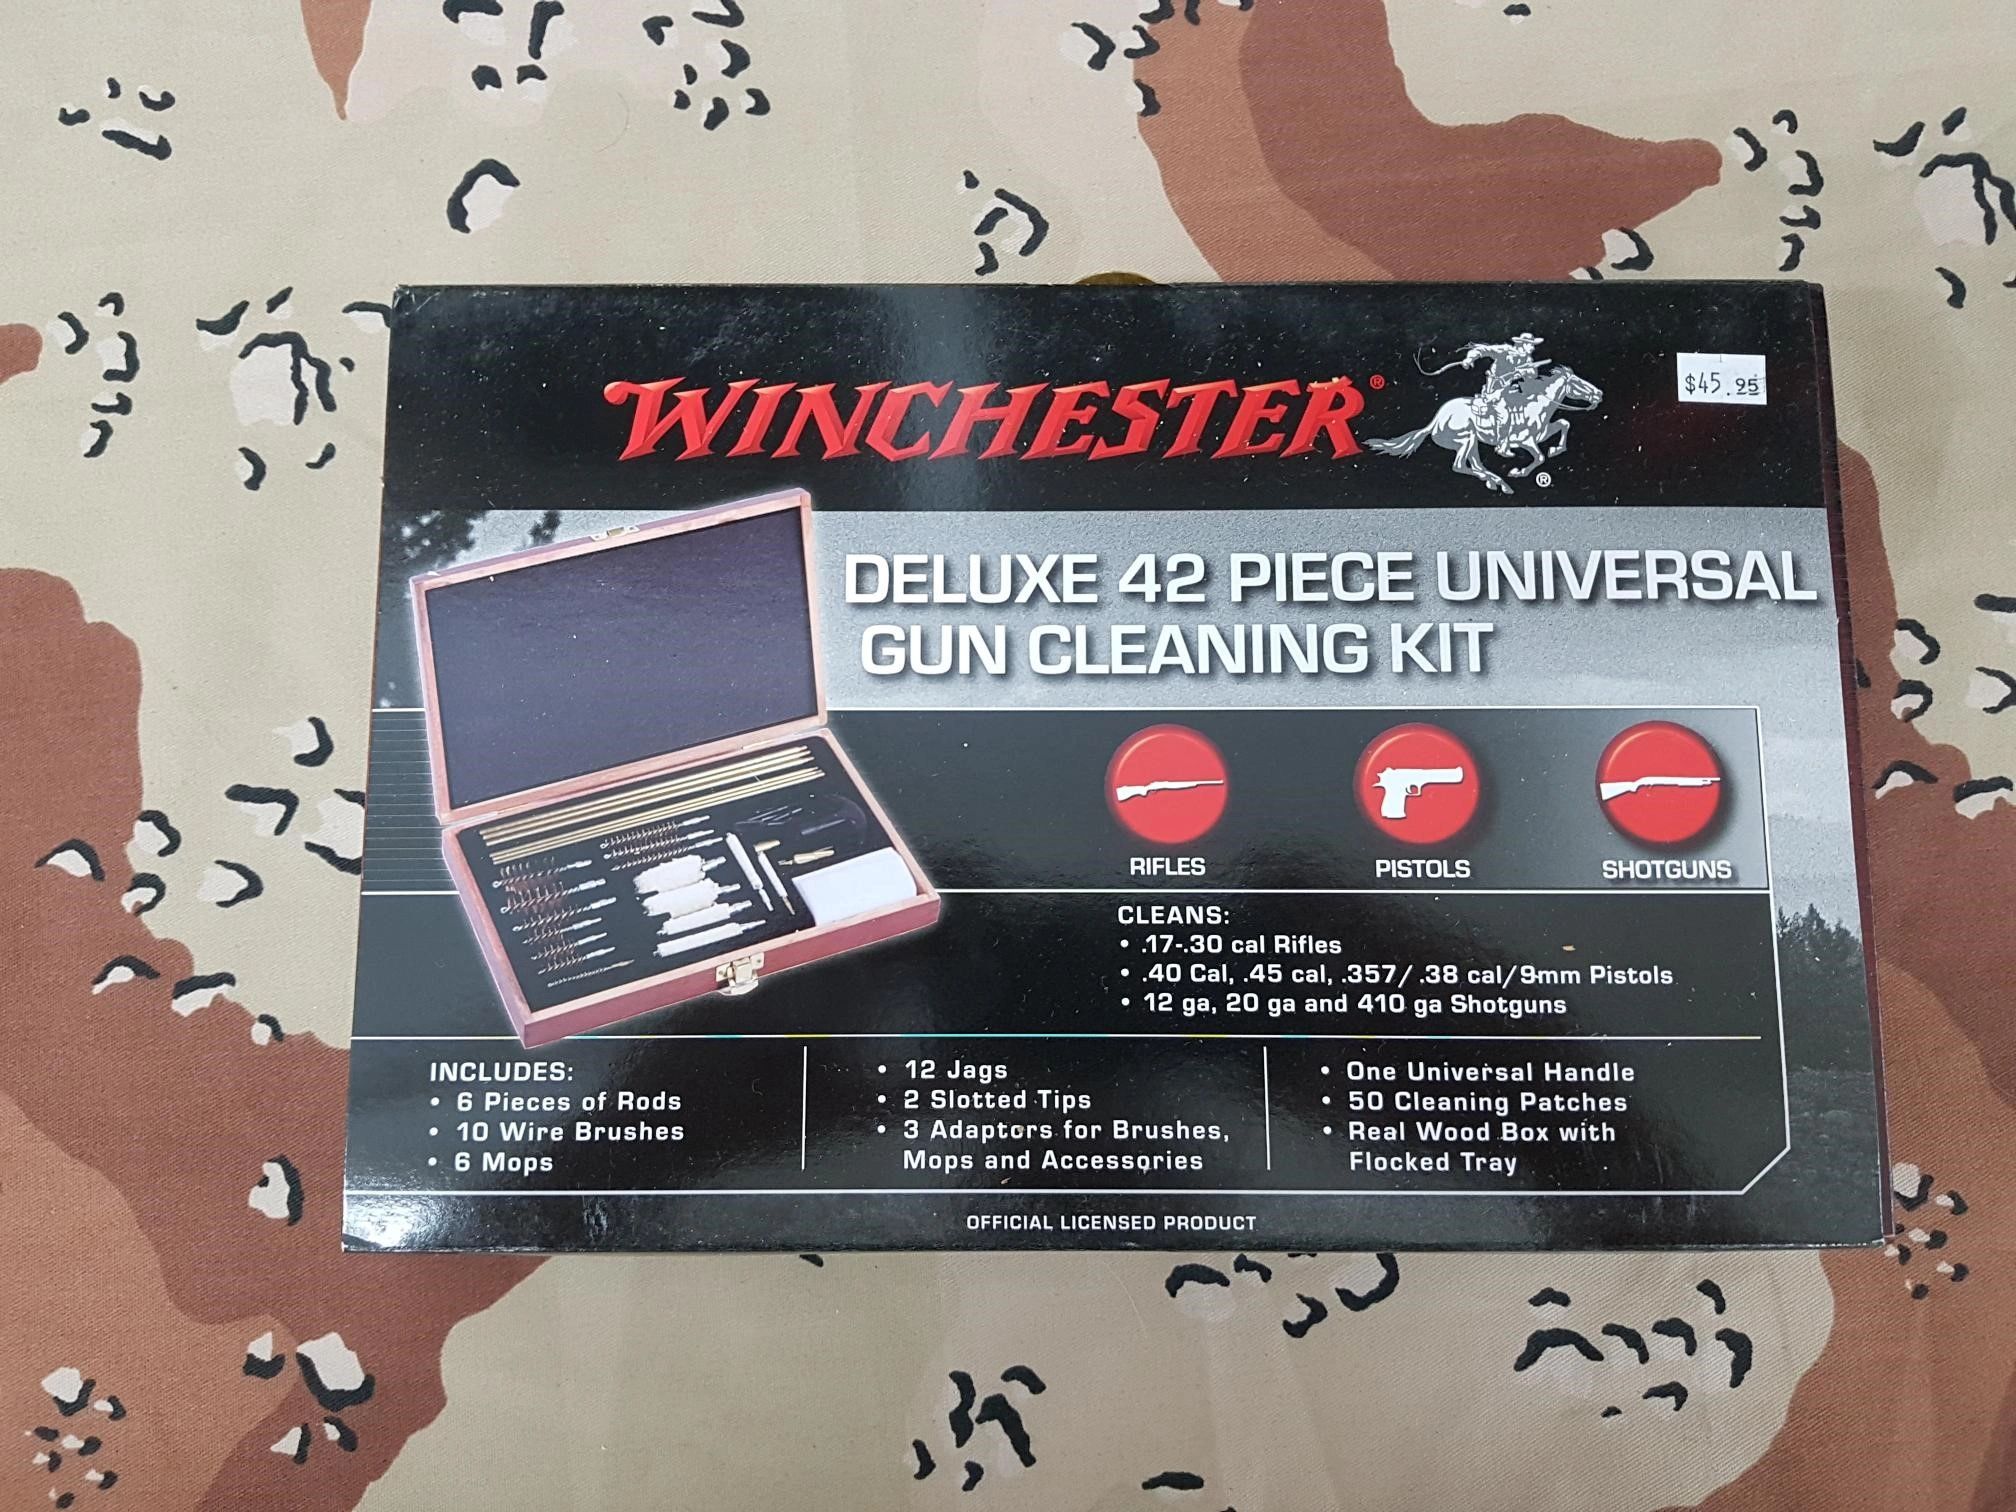 WINCHESTER®
®
$45.95
DELUXE 42 PIECE UNIVERSAL
GUN CLEANING KIT
RIFLES
PISTOLS
SHOTGUNS
CLEANS:
• .17-.30 cal Rifles
• .40 Cal, .45 cal, .357/.38 cal/9mm Pistols
• 12 ga, 20 ga and 410 ga Shotguns
INCLUDES:
• 6 Pieces of Rods
• 10 Wire Brushes
• 6 Mops
• 12 Jags
• 2 Slotted Tips
• 3 Adaptors for Brushes,
Mops and Accessories
• One Universal Handle
• 50 Cleaning Patches
• Real Wood Box with
Flocked Tray
OFFICIAL LICENSED PRODUCT